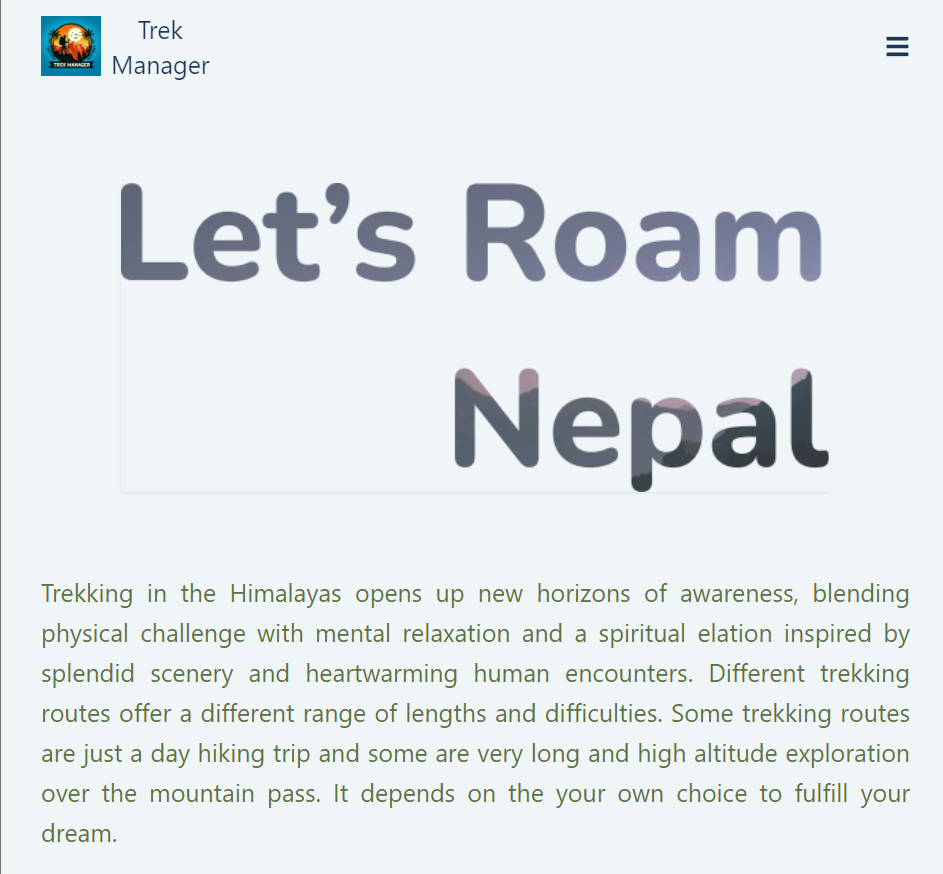 TREK MANAGER
Trek
Manager
Let’s Roam
Nepal
Trekking in the Himalayas opens up new horizons of awareness, blending
physical challenge with mental relaxation and a spiritual elation inspired by
splendid scenery and heartwarming human encounters. Different trekking
routes offer a different range of lengths and difficulties. Some trekking routes
are just a day hiking trip and some are very long and high altitude exploration
over the mountain pass. It depends on the your own choice to fulfill your
dream.